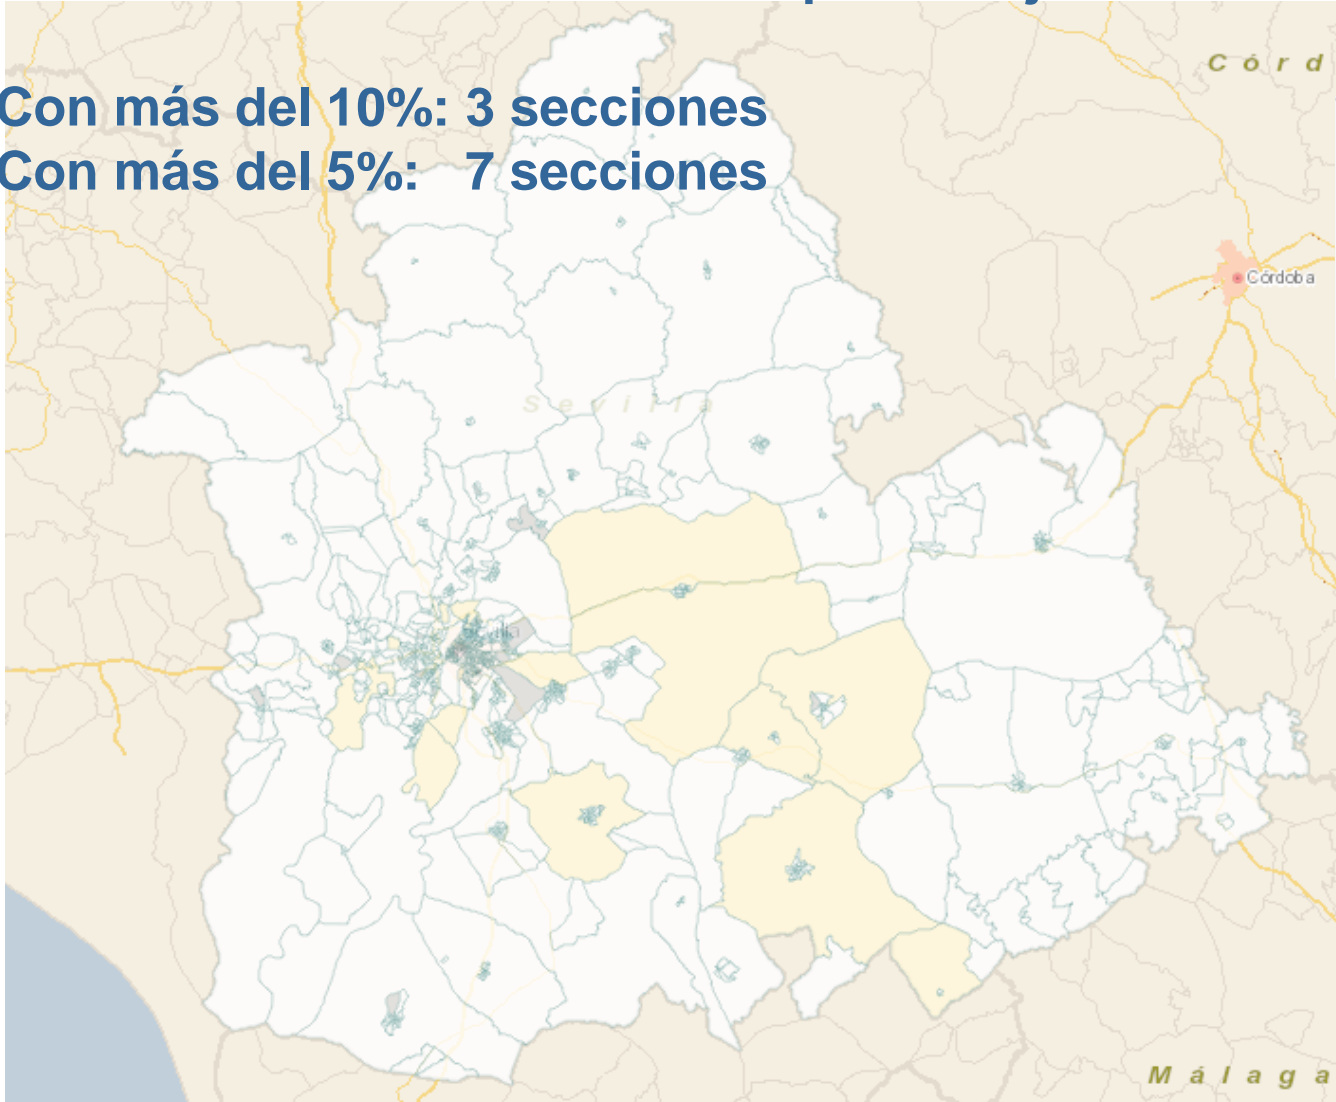 Córd
Con más del 10%: 3 secciones
Con más del 5%: 7 secciones
Córdoba
Sevilla
Málaga